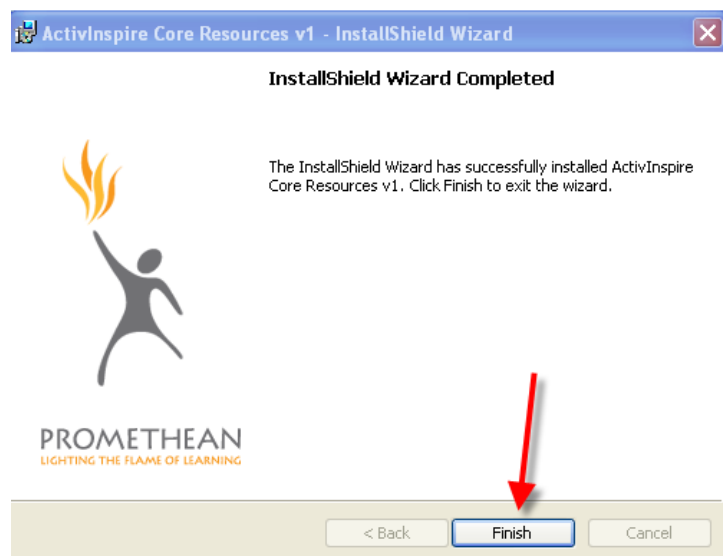 ActivInspire Core Resources v1 - InstallShield Wizard
InstallShield Wizard Completed
The InstallShield Wizard has successfully installed ActivInspire
Core Resources v1. Click Finish to exit the wizard.
PROMETHEAN
LIGHTING THE FLAME OF LEARNING
< Back
Finish
Cancel